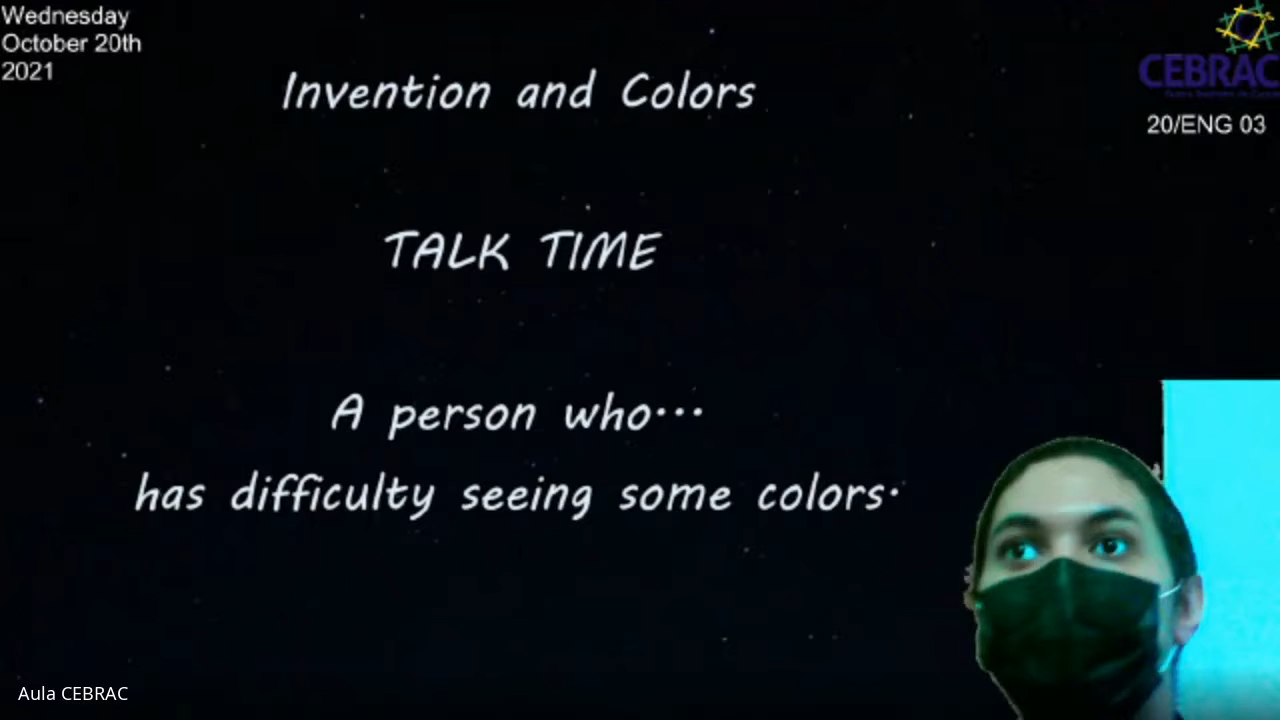 Wednesday
October 20th
2021
CEBRAC
20/ENG 03
Invention and Colors
TALK TIME
A person who...
has difficulty seeing some colors.
Aula CEBRAC